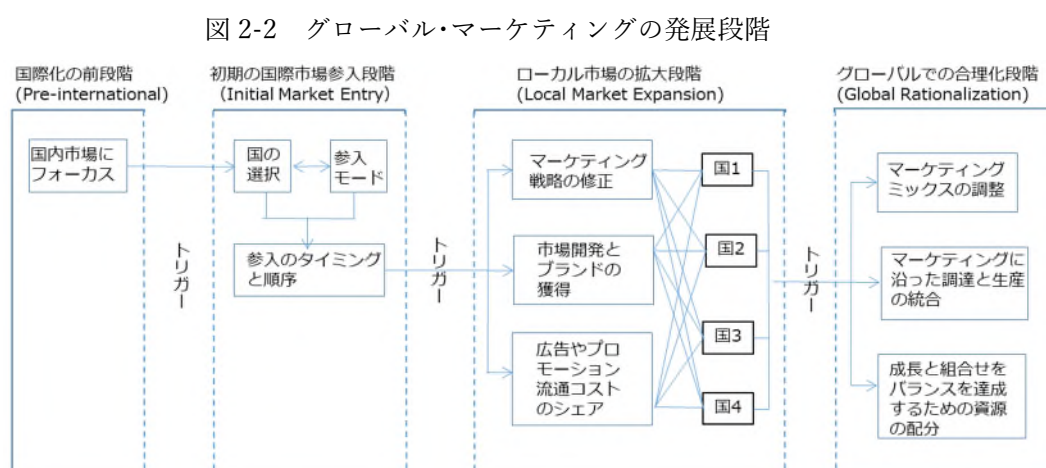 図 2-2 グローバル・マーケティングの発展段階
国際化の前段階
(Pre-international)
国内市場に
フォーカス
トリガー
初期の国際市場参入段階
(Initial Market Entry)
国の
選択
参入
モード
参入のタイミング
と順序
トリガー
ローカル市場の拡大段階
(Local Market Expansion)
マーケティング
戦略の修正
市場開発と
ブランドの
獲得
広告やプロ
モーション
流通コスト
のシェア
国1
国2
国3
国4
トリガー
グローバルでの合理化段階
(Global Rationalization)
マーケティング
ミックスの調整
マーケティングに
沿った調達と生産
の統合
成長と組合せを
バランスを達成
するための資源
の配分